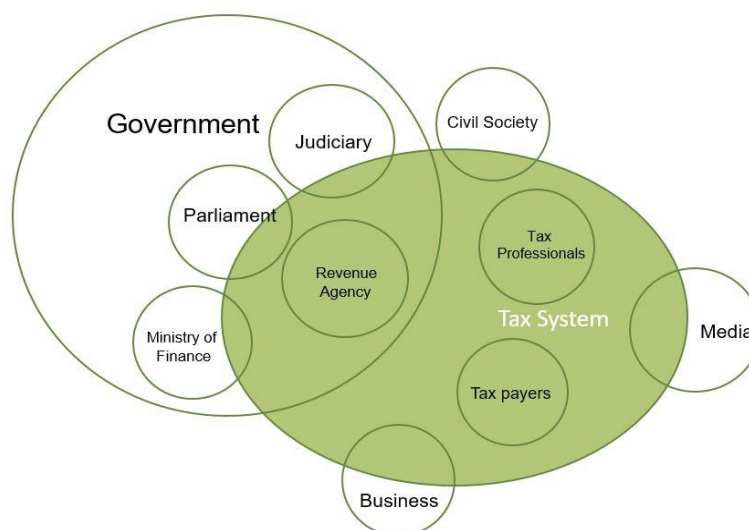 Government
Judiciary
Civil Society
Parliament
Tax
Professionals
Revenue
Agency
Tax System
Ministry of
Finance
Media
Tax payers
Business